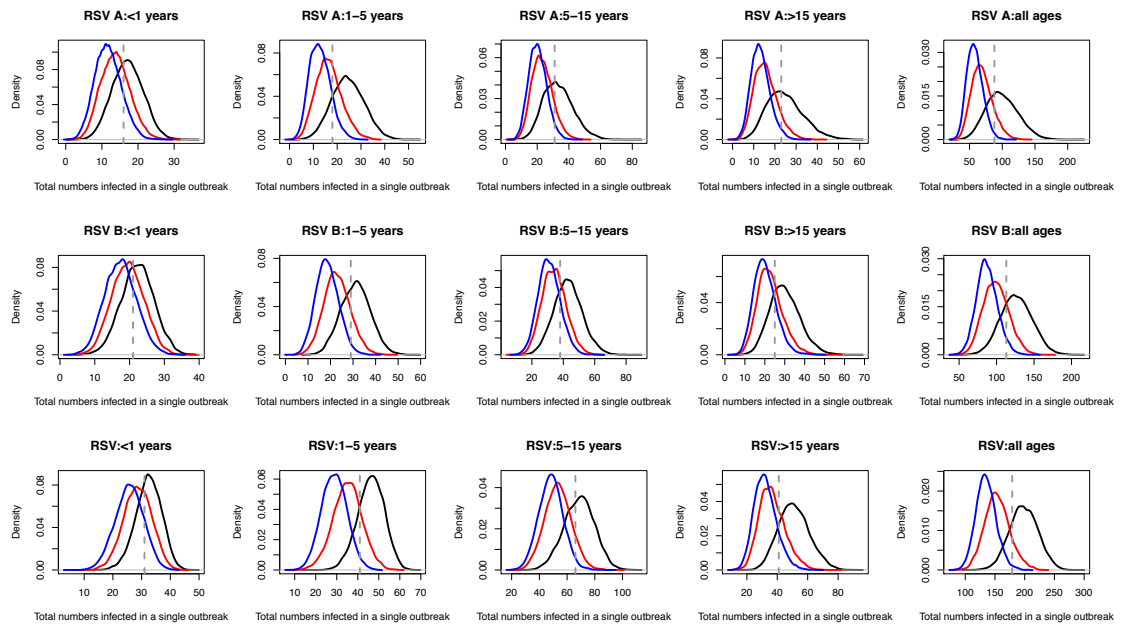 RSV A:<1 years RSV A:1−5 years RSV A:5−15 years RSV A:>15 years RSV A:all ages
Density Density Density Density Density
0.00 0.04 0.08 0.00 0.04 0.08 0.00 0.03 0.06 0.00 0.04 0.08 0.000 0.015 0.030
0 10 20 30 0 10 20 30 40 50 0 20 40 60 80 0 10 20 30 40 50 60 50 100 150 200
Total numbers infected in a single outbreak Total numbers infected in a single outbreak Total numbers infected in a single outbreak Total numbers infected in a single outbreak Total numbers infected in a single outbreak
RSV B:<1 years RSV B:1−5 years RSV B:5−15 years RSV B:>15 years RSV B:all ages
Density Density Density Density Density
0.00 0.04 0.08 0.00 0.04 0.08 0.00 0.02 0.04 0.00 0.04 0.000 0.015 0.030
0 10 20 30 40 0 10 20 30 40 50 60 20 40 60 80 0 10 20 30 40 50 60 70 50 100 150 200
Total numbers infected in a single outbreak Total numbers infected in a single outbreak Total numbers infected in a single outbreak Total numbers infected in a single outbreak Total numbers infected in a single outbreak
RSV:<1 years RSV:1−5 years RSV:5−15 years RSV:>15 years RSV:all ages
Density Density Density Density Density
0.00 0.04 0.08 0.00 0.02 0.04 0.06 0.00 0.02 0.04 0.00 0.02 0.04 0.000 0.010 0.020
10 20 30 40 50 10 20 30 40 50 60 70 20 40 60 80 100 20 40 60 80 100 150 200 250 300
Total numbers infected in a single outbreak Total numbers infected in a single outbreak Total numbers infected in a single outbreak Total numbers infected in a single outbreak Total numbers infected in a single outbreak